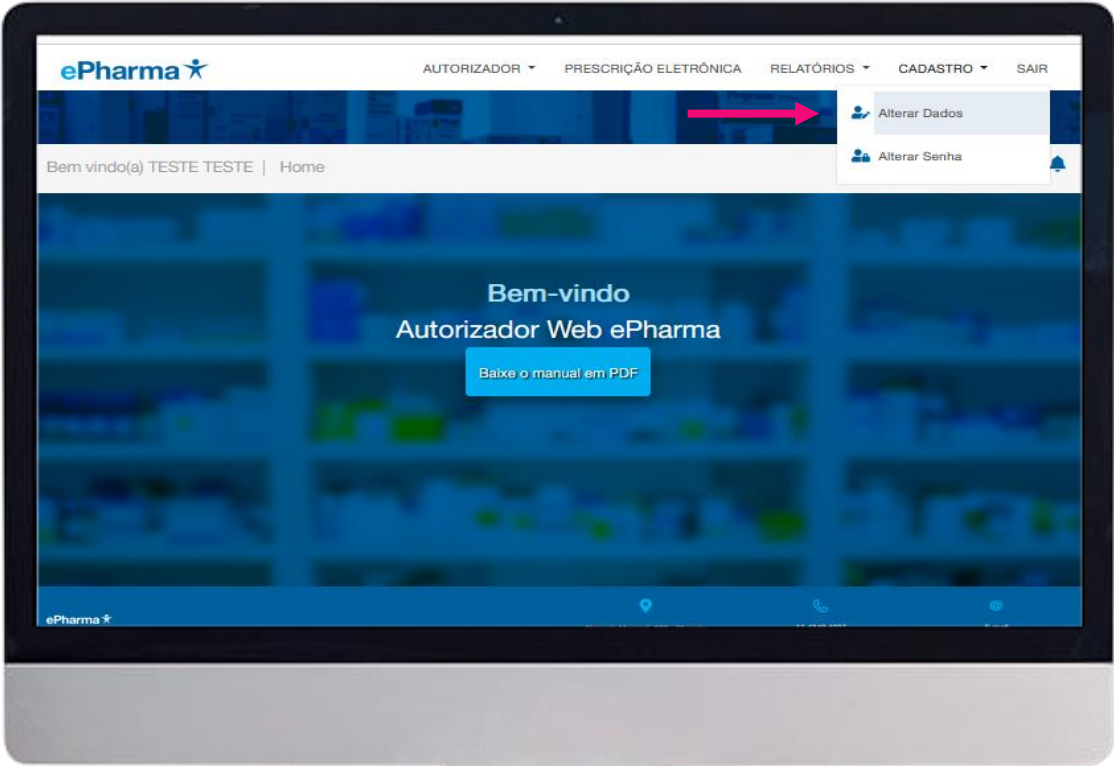 ePharma
AUTORIZADOR PRESCRIÇÃO ELETRÔNICA RELATÓRIOS CADASTRO SAIR
Alterar Dados
Alterar Senha
Bem vindo(a) TESTE TESTE | Home
Bem-vindo
Autorizador Web ePharma
Baixe o manual em PDF
ePharma